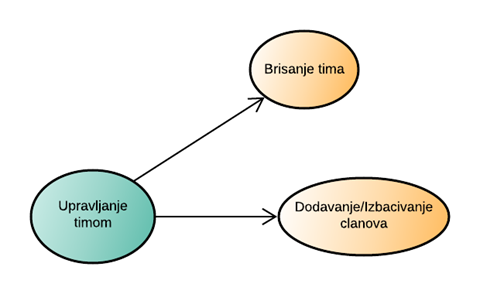 Brisanje tima
Upravljanje
timom
Dodavanje/Izbacivanje
clanova